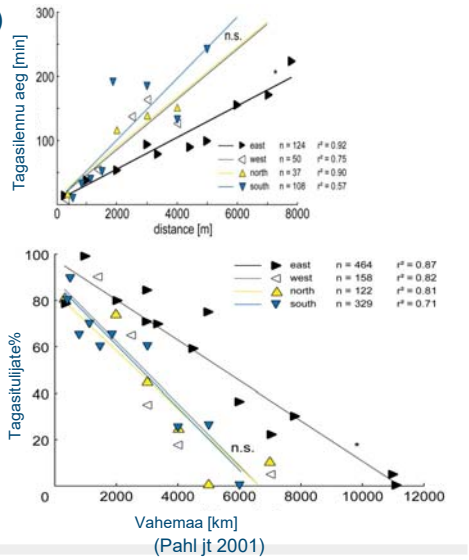 )
Tagasilennu aeg [min]
300
200
100
n.s.
*
east n = 124 r² = 0.92
west n = 50 r² = 0.75
north n = 37 r² = 0.90
south n = 108 r² = 0.57
0 2000 4000 6000 8000
distance [m]
Tagasitulijate%
100
80
60
40
20
0
east n = 464 r² = 0.87
west n = 158 r² = 0.82
north n = 122 r² = 0.81
south n = 329 r² = 0.71
n.s.
*
2000 4000 6000 8000 10000 12000
Vahemaa [km]
(Pahl jt 2001)